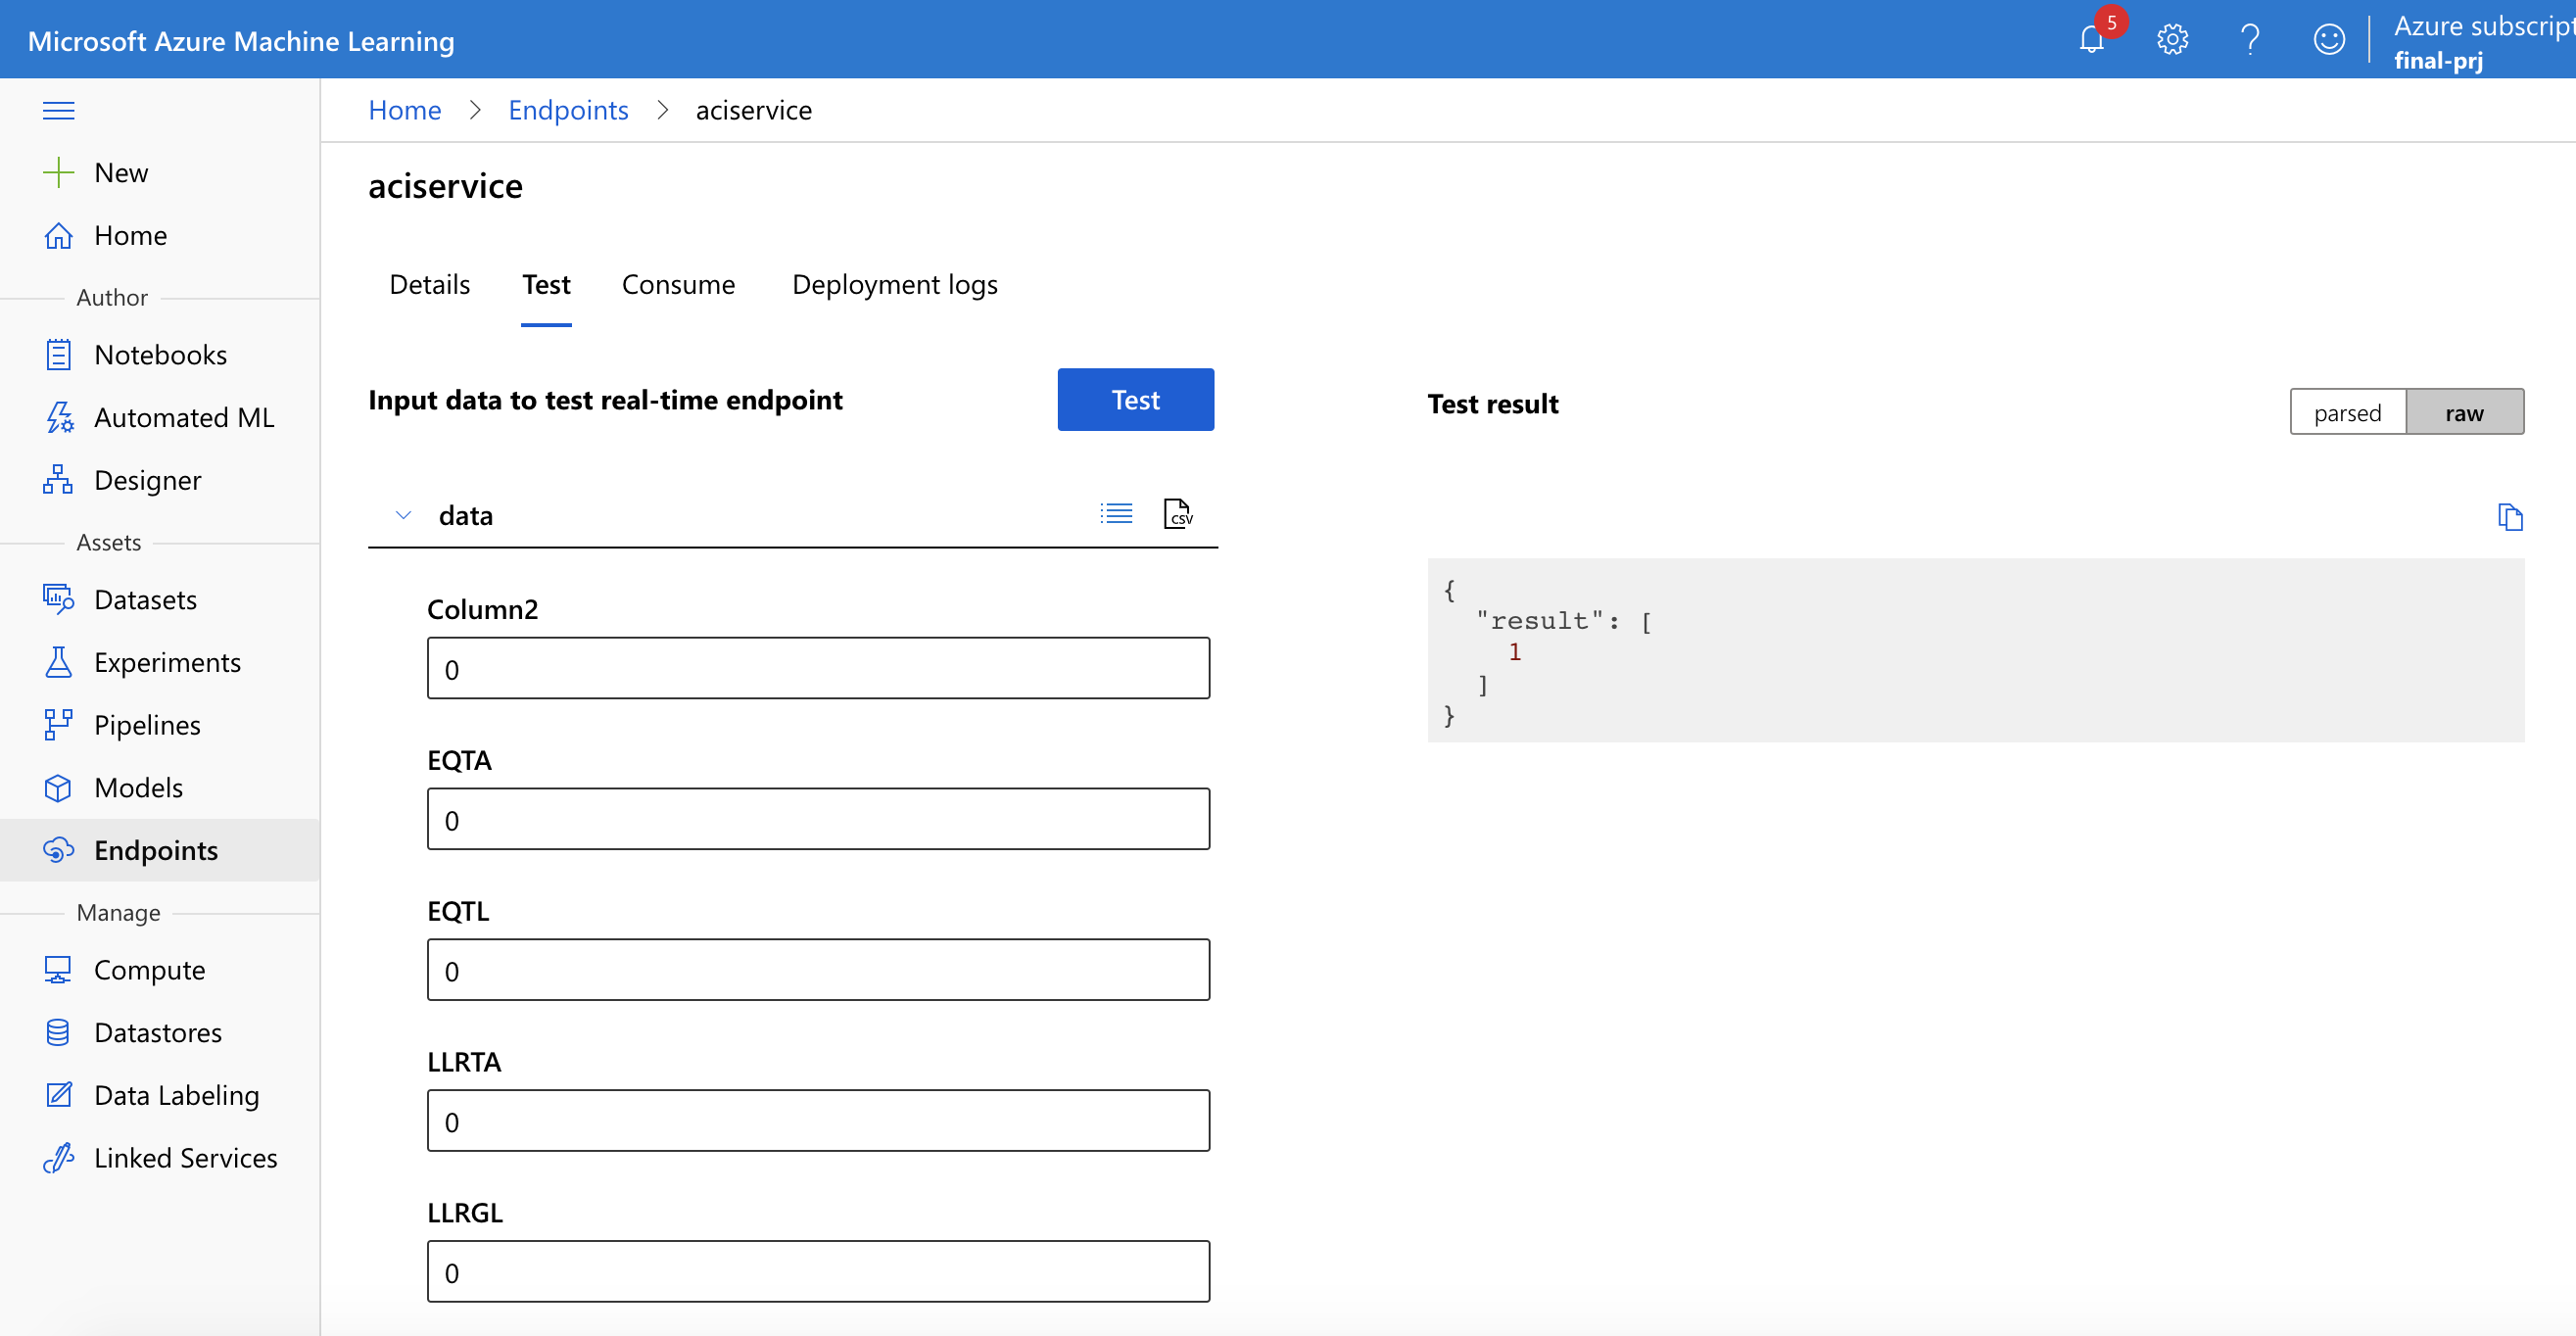 Microsoft Azure Machine Learning
5
Azure subscript
final-prj
New
Home
Author
Notebooks
Automated ML
Designer
Assets
Datasets
Experiments
Pipelines
Models
Endpoints
Manage
Compute
Datastores
Data Labeling
Linked Services
Home > Endpoints > aciservice
aciservice
Details Test Consume Deployment logs
Input data to test real-time endpoint
Test
data
CSV
Column2
0
EQTA
0
EQTL
0
LLRTA
0
LLRGL
0
Test result
parsed raw
{
"result": [
1
]
}